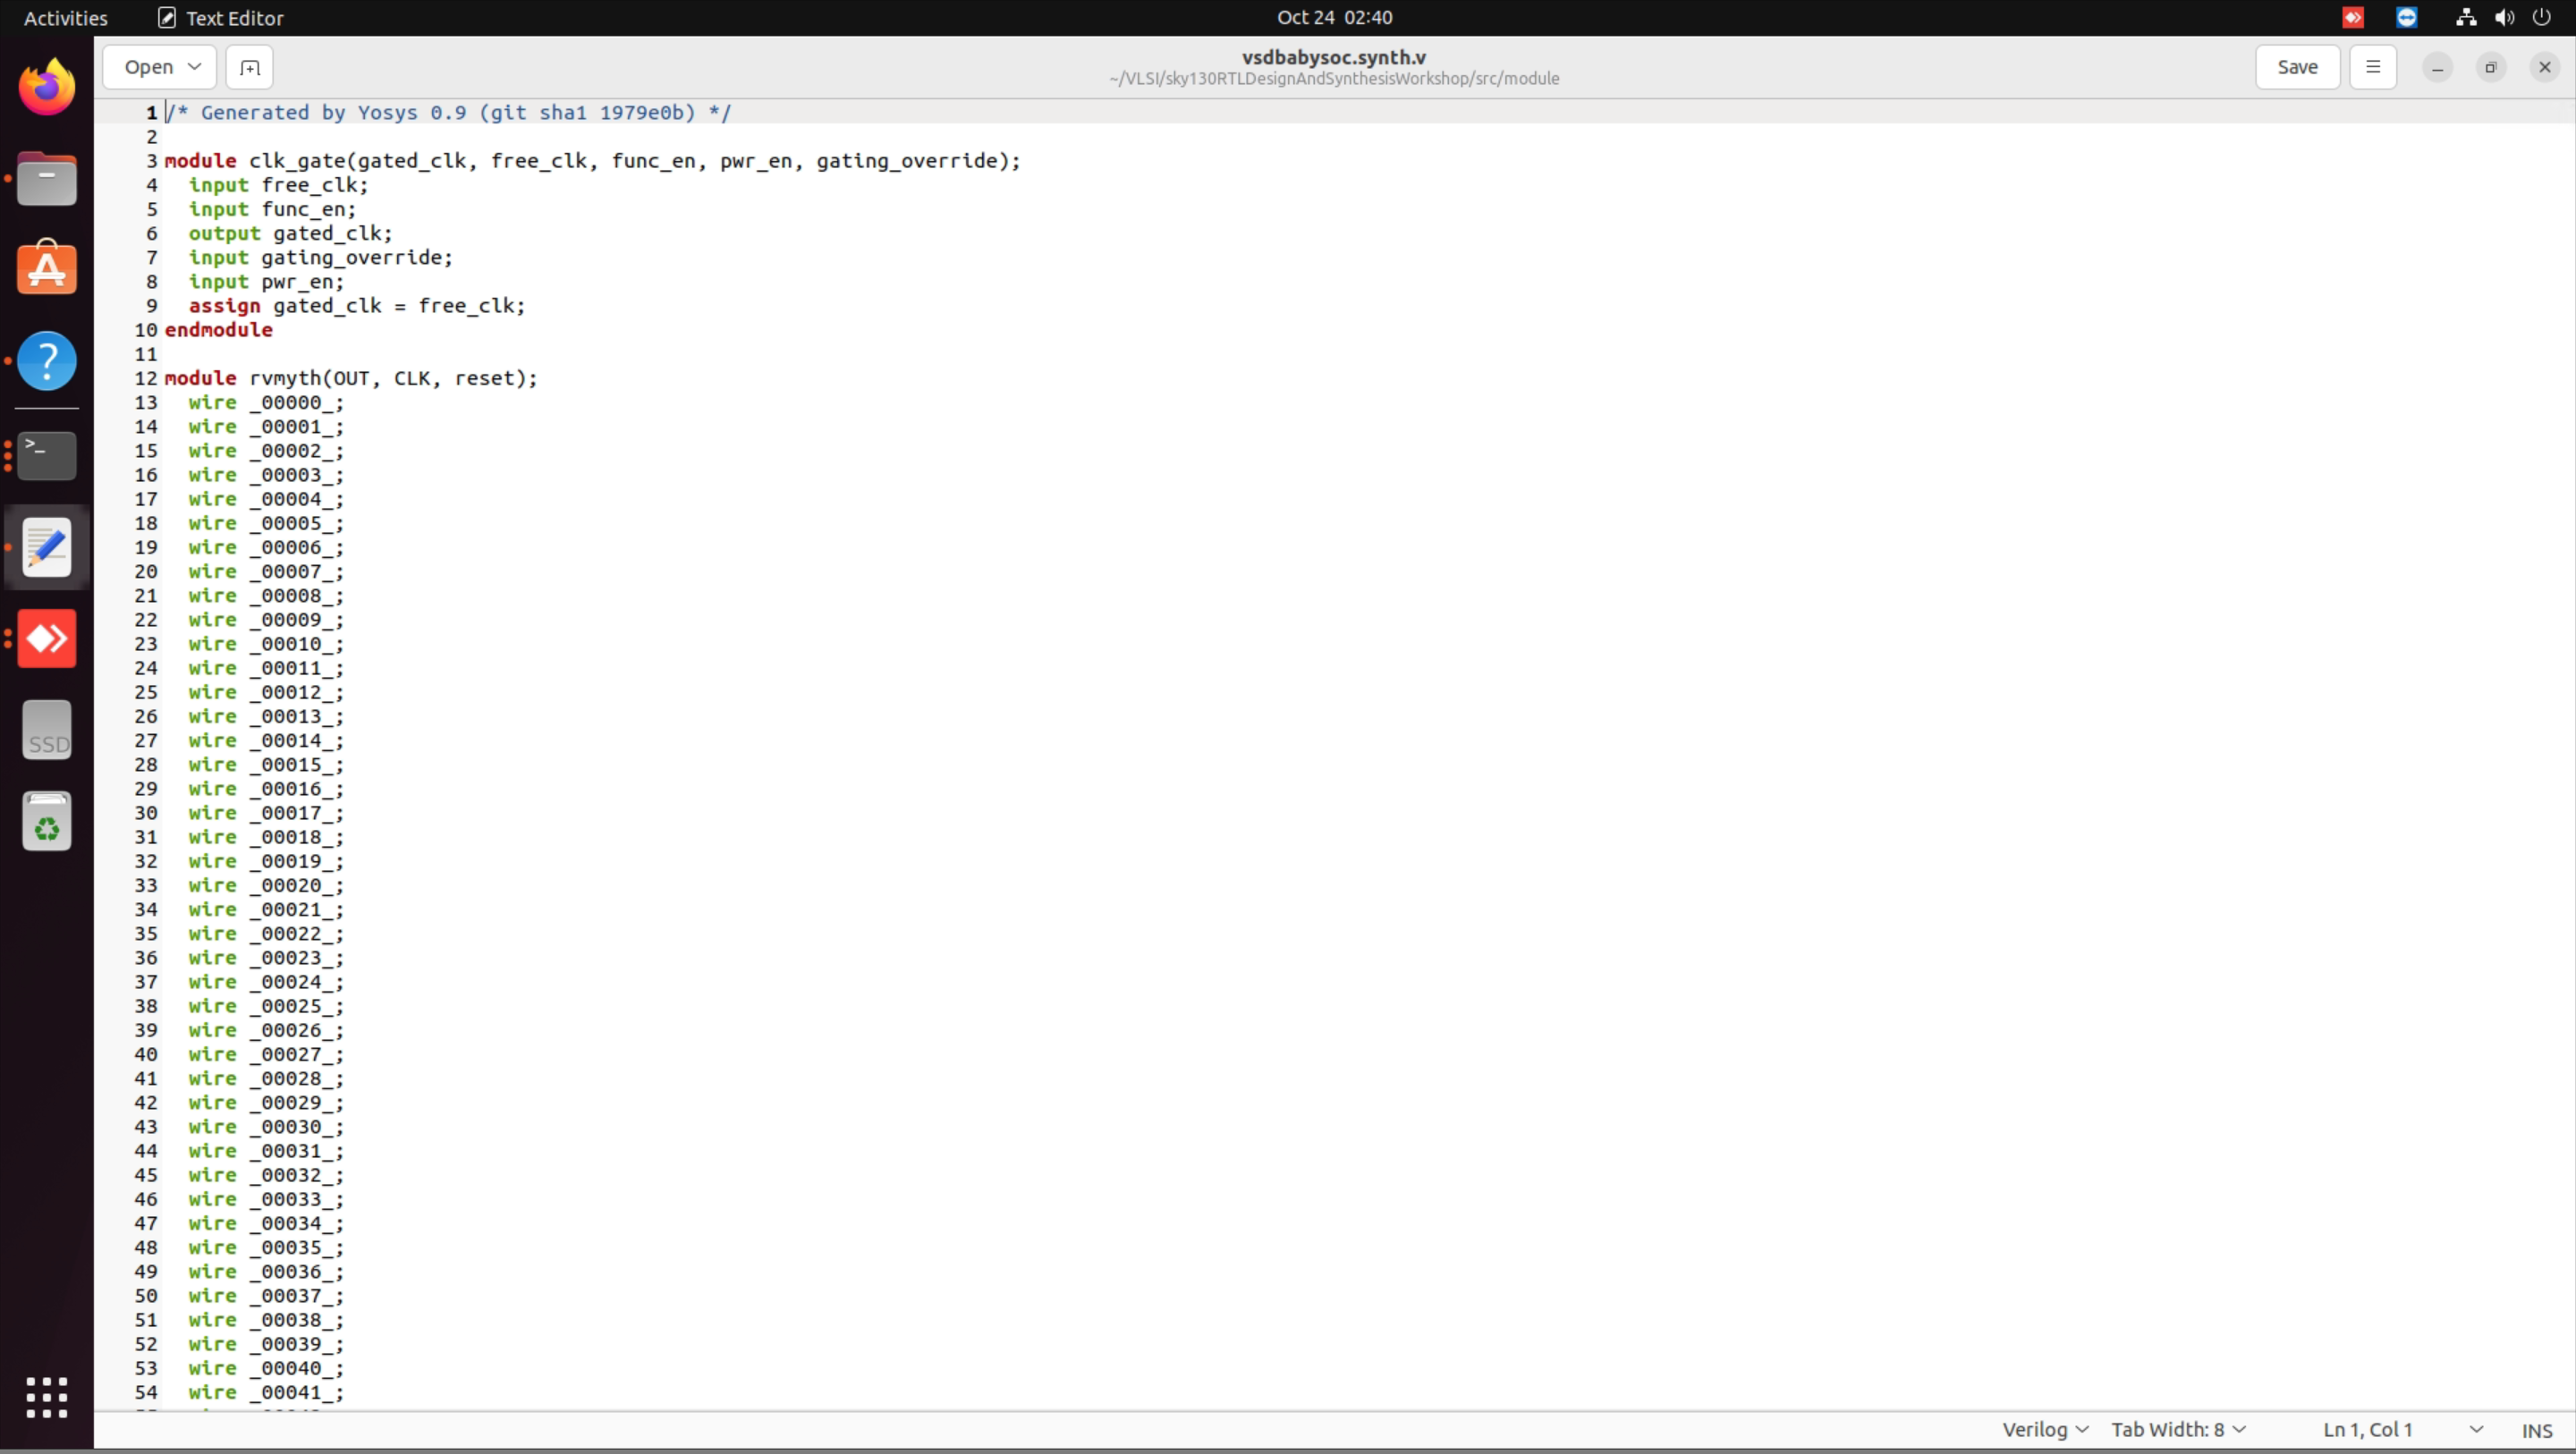 Activities Text Editor Oct 24 02:40
Open vsdbabysoc.synth.v Save
~/VLSI/sky130RTLDesignAndSynthesisWorkshop/src/module
1 /* Generated by Yosys 0.9 (git sha1 1979e0b) */
2
3 module clk_gate(gated_clk, free_clk, func_en, pwr_en, gating_override);
4   input free_clk;
5   input func_en;
6   output gated_clk;
7   input gating_override;
8   input pwr_en;
9   assign gated_clk = free_clk;
10 endmodule
11
12 module rvmyth(OUT, CLK, reset);
13   wire _00000_;
14   wire _00001_;
15   wire _00002_;
16   wire _00003_;
17   wire _00004_;
18   wire _00005_;
19   wire _00006_;
20   wire _00007_;
21   wire _00008_;
22   wire _00009_;
23   wire _00010_;
24   wire _00011_;
25   wire _00012_;
26   wire _00013_;
27   wire _00014_;
28   wire _00015_;
29   wire _00016_;
30   wire _00017_;
31   wire _00018_;
32   wire _00019_;
33   wire _00020_;
34   wire _00021_;
35   wire _00022_;
36   wire _00023_;
37   wire _00024_;
38   wire _00025_;
39   wire _00026_;
40   wire _00027_;
41   wire _00028_;
42   wire _00029_;
43   wire _00030_;
44   wire _00031_;
45   wire _00032_;
46   wire _00033_;
47   wire _00034_;
48   wire _00035_;
49   wire _00036_;
50   wire _00037_;
51   wire _00038_;
52   wire _00039_;
53   wire _00040_;
54   wire _00041_;
SSD
Verilog Tab Width: 8 Ln 1, Col 1 INS